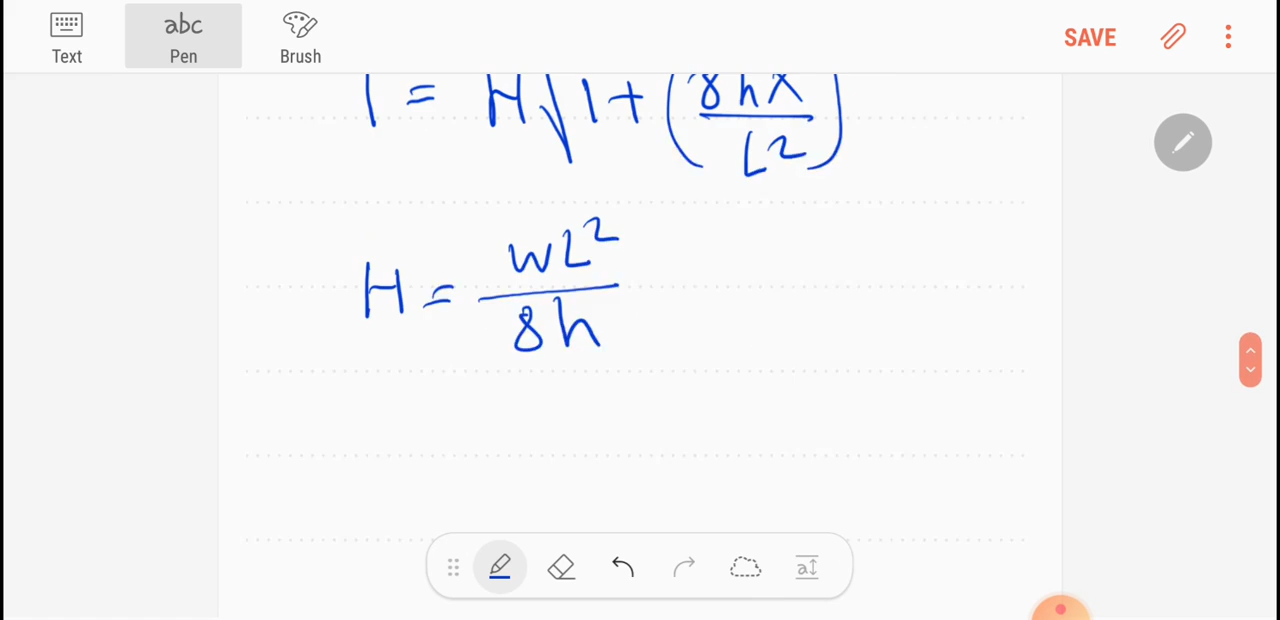 Text
abc
Pen
Brush
SAVE
T = H√1 + (8hx / L2)
H = wL² / 8h
a